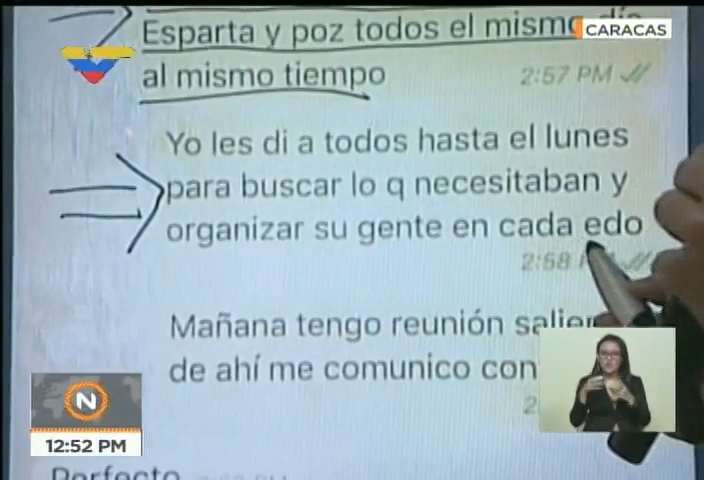 Esparta y poz todos el mismo
CARACAS
al mismo tiempo
2:57 PM
Yo les di a todos hasta el lunes
para buscar lo q necesitaban y
organizar su gente en cada edo
2:58
Mañana tengo reunión
de ahí me comunico con
N
12:52 PM
Perfecto